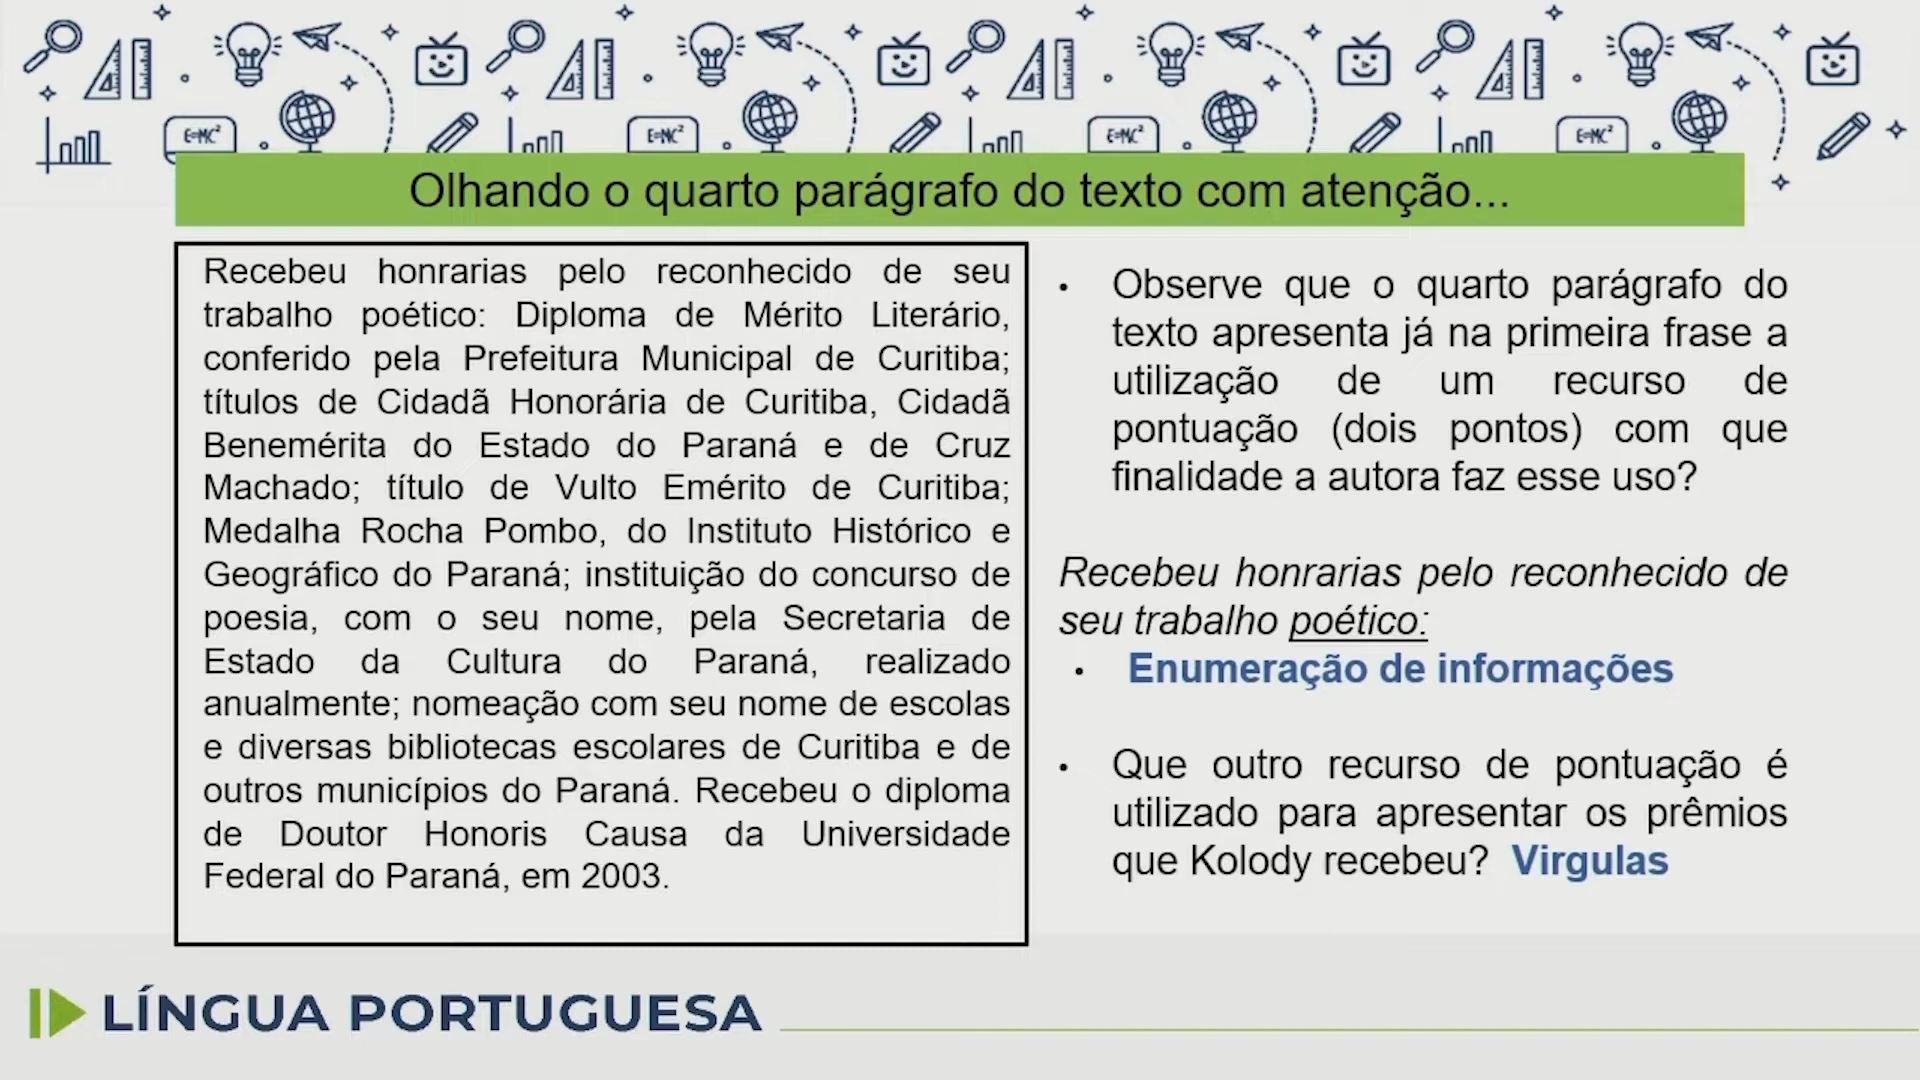 E=MC²
E=MC²
E=MC²
E=MC²
Olhando o quarto parágrafo do texto com atenção...
Recebeu honrarias pelo reconhecido de seu
trabalho poético: Diploma de Mérito Literário,
conferido pela Prefeitura Municipal de Curitiba;
títulos de Cidadã Honorária de Curitiba, Cidadã
Benemérita do Estado do Paraná e de Cruz
Machado; título de Vulto Emérito de Curitiba;
Medalha Rocha Pombo, do Instituto Histórico e
Geográfico do Paraná; instituição do concurso de
poesia, com o seu nome, pela Secretaria de
Estado da Cultura do Paraná, realizado
anualmente; nomeação com seu nome de escolas
e diversas bibliotecas escolares de Curitiba e de
outros municípios do Paraná. Recebeu o diploma
de Doutor Honoris Causa da Universidade
Federal do Paraná, em 2003.
• Observe que o quarto parágrafo do
texto apresenta já na primeira frase a
utilização de um recurso de
pontuação (dois pontos) com que
finalidade a autora faz esse uso?
Recebeu honrarias pelo reconhecido de
seu trabalho poético:
• Enumeração de informações
• Que outro recurso de pontuação é
utilizado para apresentar os prêmios
que Kolody recebeu? Virgulas
LÍNGUA PORTUGUESA